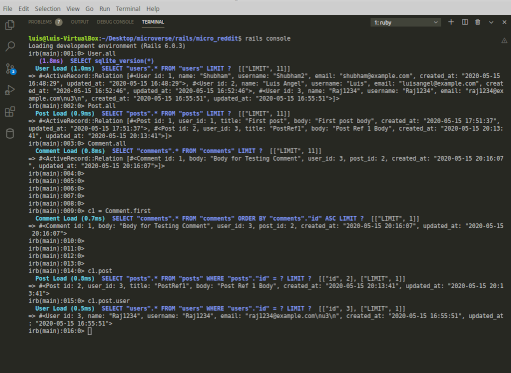 File Edit Selection View Go Run Terminal Help
PROBLEMS 7 OUTPUT DEBUG CONSOLE TERMINAL 1: ruby
luis@luis-VirtualBox:~/Desktop/microverse/rails/micro_reddit$ rails console
Loading development environment (Rails 6.0.3)
irb(main):001:0> User.all
(1.8ms) SELECT sqlite_version(*)
User Load (1.0ms) SELECT "users".* FROM "users" LIMIT ? [["LIMIT", 11]]
=> #<ActiveRecord::Relation [#<User id: 1, name: "Shubham", username: "Shubham2", email: "shubham@example.com", created_at: "2020-05-15
16:48:29", updated_at: "2020-05-15 16:48:29">, #<User id: 2, name: "Luis Angel", username: "Luis", email: "luisangel@example.com", creat
ed_at: "2020-05-15 16:52:46", updated_at: "2020-05-15 16:52:46">, #<User id: 3, name: "Raj1234", username: "Raj1234", email: "raj1234@ex
ample.com\nu3\n", created_at: "2020-05-15 16:55:51", updated_at: "2020-05-15 16:55:51">]>
irb(main):002:0> Post.all
Post Load (0.9ms) SELECT "posts".* FROM "posts" LIMIT ? [["LIMIT", 11]]
=> #<ActiveRecord::Relation [#<Post id: 1, user_id: 1, title: "First post", body: "First post body", created_at: "2020-05-15 17:51:37",
updated_at: "2020-05-15 17:51:37">, #<Post id: 2, user_id: 3, title: "PostRef1", body: "Post Ref 1 Body", created_at: "2020-05-15 20:13:
41", updated_at: "2020-05-15 20:13:41">]>
irb(main):003:0> Comment.all
Comment Load (0.8ms) SELECT "comments".* FROM "comments" LIMIT ? [["LIMIT", 11]]
=> #<ActiveRecord::Relation [#<Comment id: 1, body: "Body for Testing Comment", user_id: 3, post_id: 2, created_at: "2020-05-15 20:16:07
", updated_at: "2020-05-15 20:16:07">]>
irb(main):004:0>
irb(main):005:0>
irb(main):006:0>
irb(main):007:0>
irb(main):008:0>
irb(main):009:0> c1 = Comment.first
Comment Load (0.7ms) SELECT "comments".* FROM "comments" ORDER BY "comments"."id" ASC LIMIT ? [["LIMIT", 1]]
=> #<Comment id: 1, body: "Body for Testing Comment", user_id: 3, post_id: 2, created_at: "2020-05-15 20:16:07", updated_at: "2020-05-15
20:16:07">
irb(main):010:0>
irb(main):011:0>
irb(main):012:0>
irb(main):013:0>
irb(main):014:0> c1.post
Post Load (0.8ms) SELECT "posts".* FROM "posts" WHERE "posts"."id" = ? LIMIT ? [["id", 2], ["LIMIT", 1]]
=> #<Post id: 2, user_id: 3, title: "PostRef1", body: "Post Ref 1 Body", created_at: "2020-05-15 20:13:41", updated_at: "2020-05-15 20:1
3:41">
irb(main):015:0> c1.post.user
User Load (0.5ms) SELECT "users".* FROM "users" WHERE "users"."id" = ? LIMIT ? [["id", 3], ["LIMIT", 1]]
=> #<User id: 3, name: "Raj1234", username: "Raj1234", email: "raj1234@example.com\nu3\n", created_at: "2020-05-15 16:55:51", updated_at
: "2020-05-15 16:55:51">
irb(main):016:0>